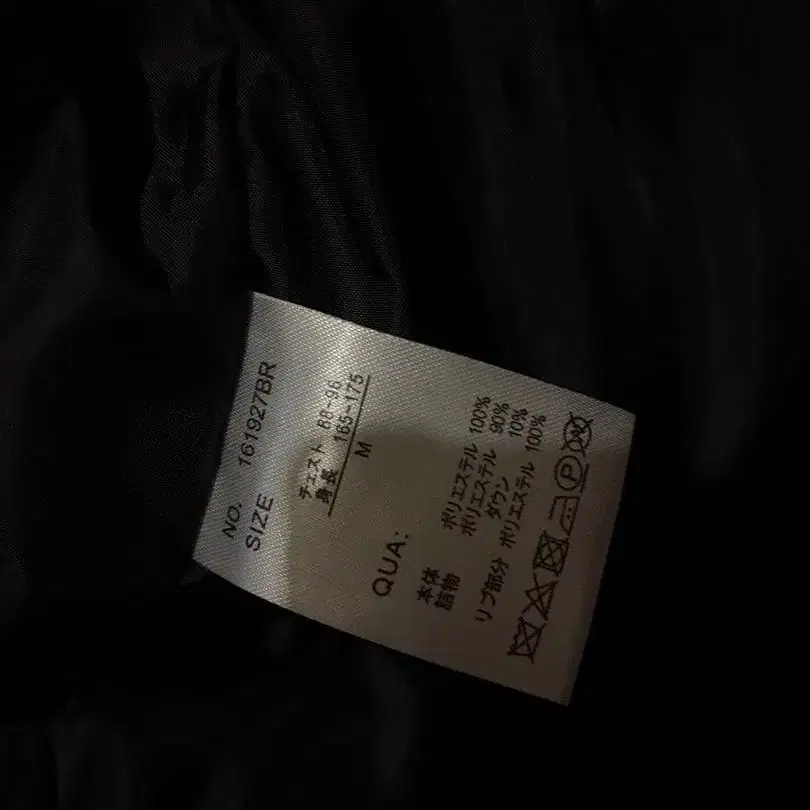 NO. 161927BR
SIZE
チェスト 88-96
身長 165-175
M
QUA:
本体 ポリエステル 100%
詰物 ポリエステル 90%
ダウン 10%
リブ部分 ポリエステル 100%
P